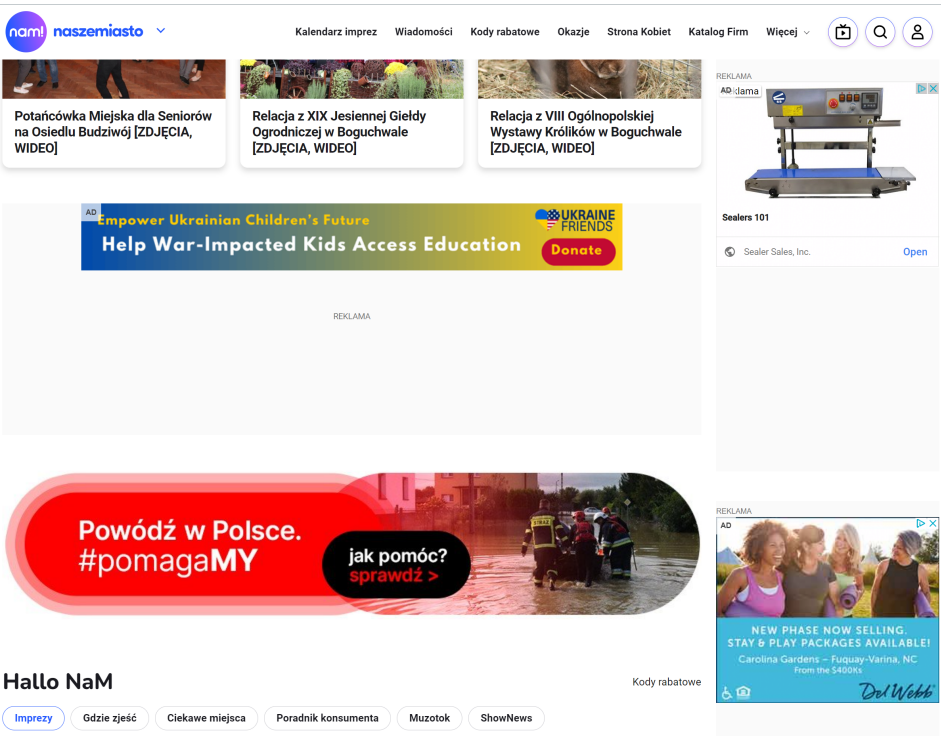 nam! naszemiasto
Kalendarz imprez Wiadomości Kody rabatowe Okazje Strona Kobiet Katalog Firm Więcej
Potańcówka Miejska dla Seniorów
na Osiedlu Budziwój [ZDJĘCIA,
WIDEO]
Relacja z XIX Jesiennej Giełdy
Ogrodniczej w Boguchwale
[ZDJĘCIA, WIDEO]
Relacja z VIII Ogólnopolskiej
Wystawy Królików w Boguchwale
[ZDJĘCIA, WIDEO]
REKLAMA
AD klama
Sealers 101
Sealer Sales, Inc. Open
AD
Empower Ukrainian Children's Future
Help War-Impacted Kids Access Education
UKRAINE
FRIENDS
Donate
REKLAMA
Powódź w Polsce.
#pomagaMY
jak pomóc?
sprawdź >
STRAŻ
REKLAMA
AD
NEW PHASE NOW SELLING.
STAY & PLAY PACKAGES AVAILABLE!
Carolina Gardens – Fuquay-Varina, NC
From the $400Ks
Del Webb
Hallo NaM
Kody rabatowe
Imprezy Gdzie zjeść Ciekawe miejsca Poradnik konsumenta Muzotok ShowNews